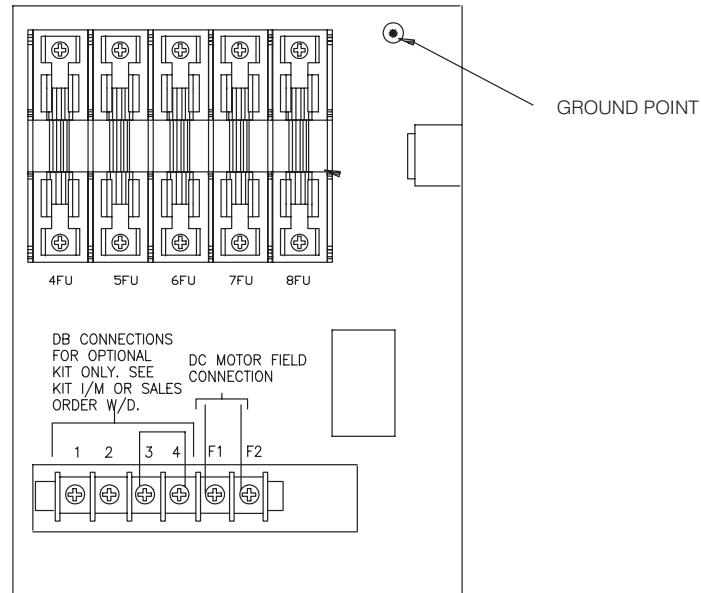 GROUND POINT
4FU 5FU 6FU 7FU 8FU
DB CONNECTIONS
FOR OPTIONAL
KIT ONLY. SEE
KIT I/M OR SALES
ORDER W/D.
DC MOTOR FIELD
CONNECTION
1 2 3 4 F1 F2